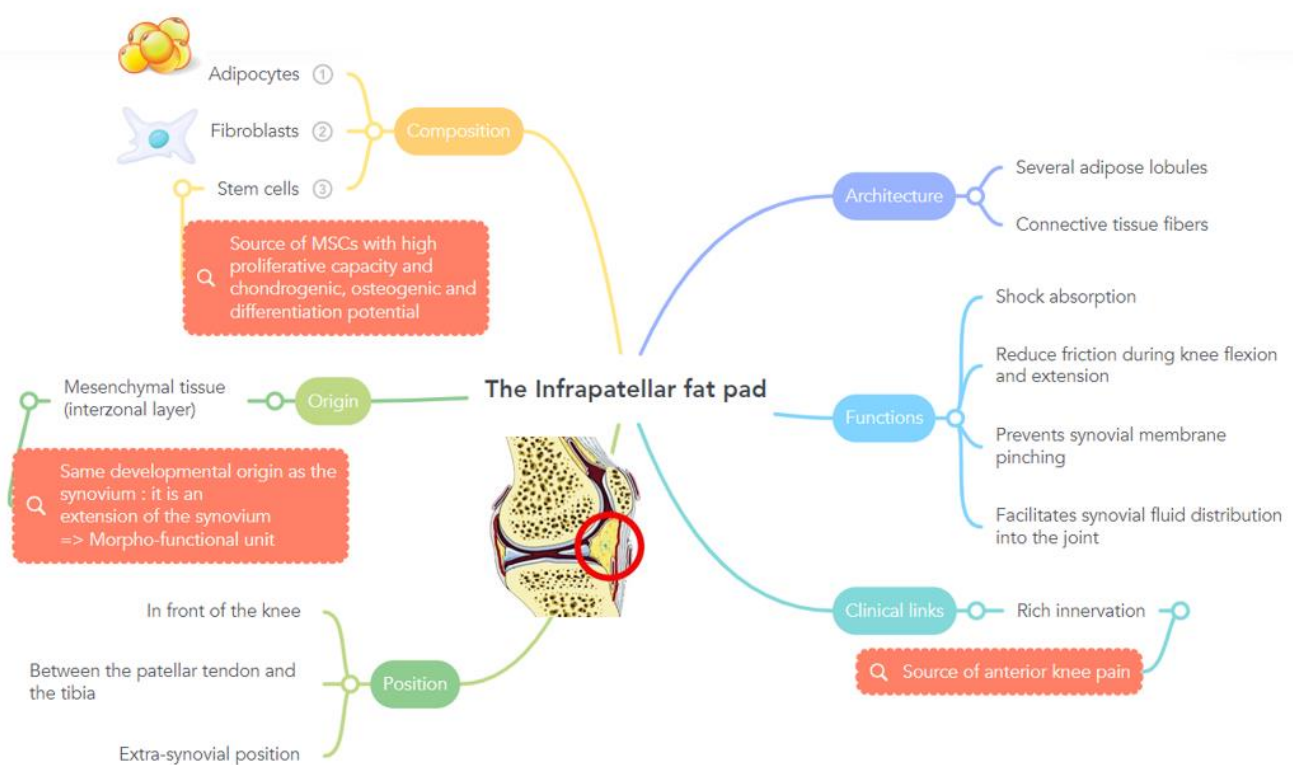 Adipocytes 1
Fibroblasts 2
Stem cells 3
Composition
Source of MSCs with high
proliferative capacity and
chondrogenic, osteogenic and
differentiation potential
Mesenchymal tissue
(interzonal layer)
Origin
Same developmental origin as the
synovium : it is an
extension of the synovium
=> Morpho-functional unit
In front of the knee
Between the patellar tendon and
the tibia
Extra-synovial position
Position
The Infrapatellar fat pad
Architecture
Several adipose lobules
Connective tissue fibers
Functions
Shock absorption
Reduce friction during knee flexion
and extension
Prevents synovial membrane
pinching
Facilitates synovial fluid distribution
into the joint
Clinical links
Rich innervation
Source of anterior knee pain